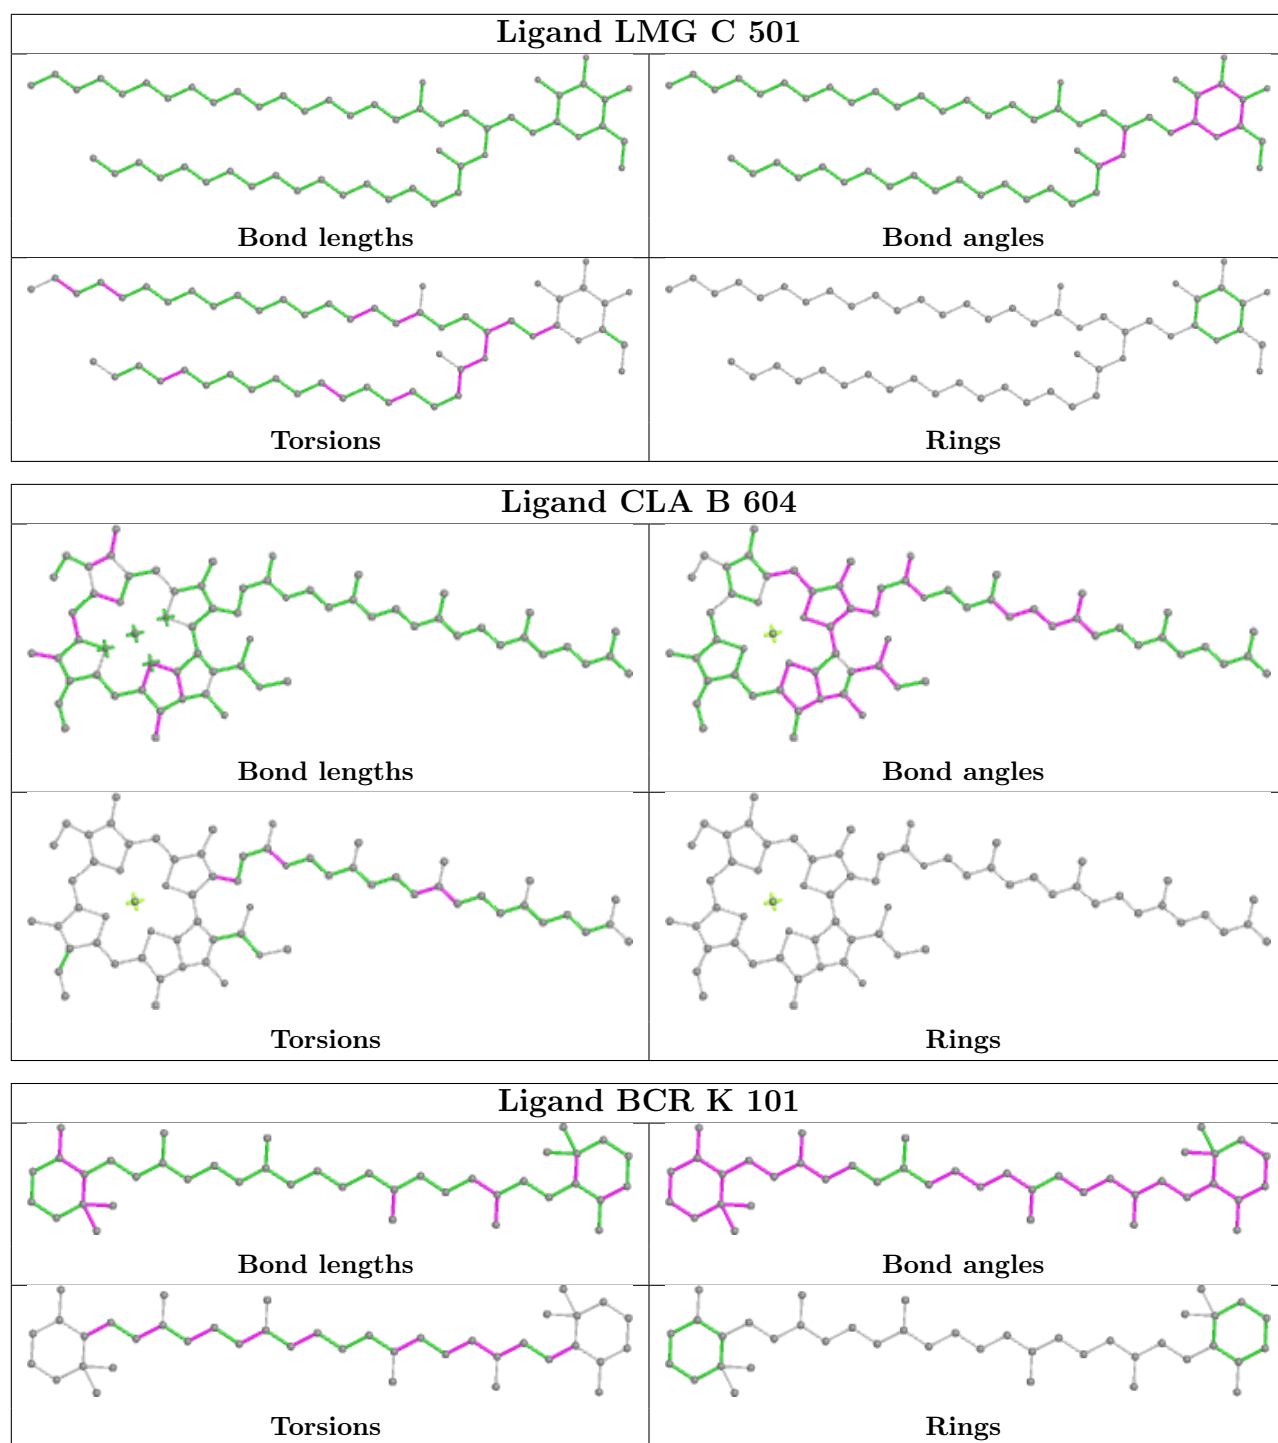 Ligand LMG C 501
Bond lengths
Bond angles
Torsions
Rings
Ligand CLA B 604
Bond lengths
Bond angles
Torsions
Rings
Ligand BCR K 101
Bond lengths
Bond angles
Torsions
Rings